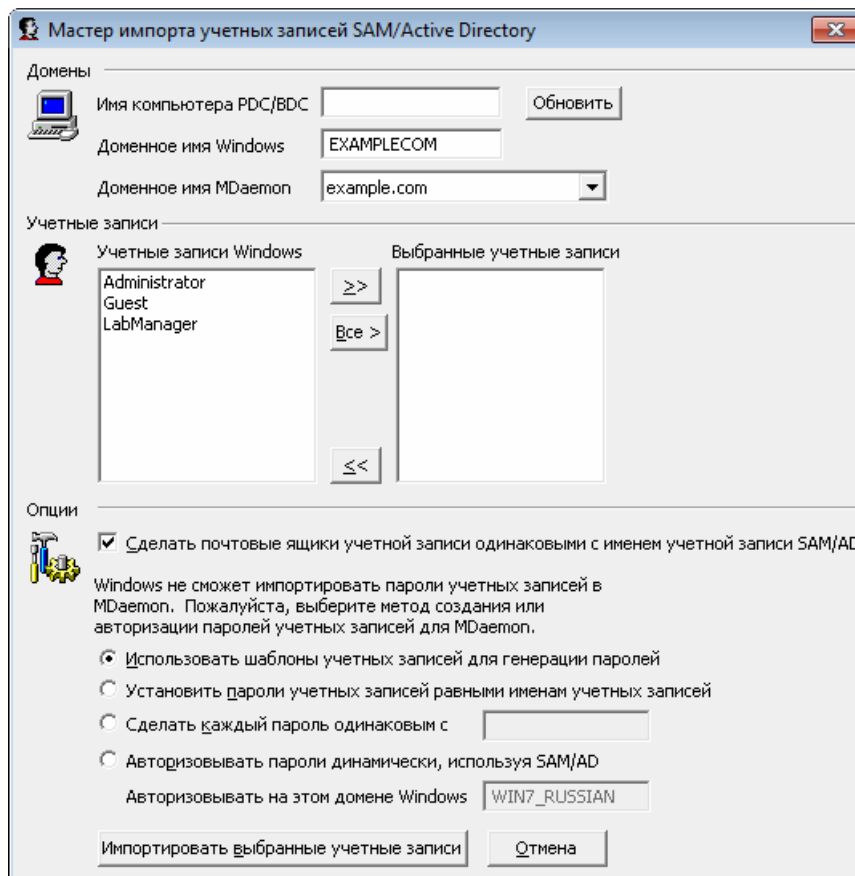 Мастер импорта учетных записей SAM/Active Directory
Домены
Имя компьютера PDC/BDC
Обновить
Доменное имя Windows EXAMPLECOM
Доменное имя MDaemon example.com
Учетные записи
Учетные записи Windows Выбранные учетные записи
Administrator
Guest
LabManager
>>
Все >
<<
Опции
Сделать почтовые ящики учетной записи одинаковыми с именем учетной записи SAM/AD
Windows не сможет импортировать пароли учетных записей в
MDaemon. Пожалуйста, выберите метод создания или
авторизации паролей учетных записей для MDaemon.
Использовать шаблоны учетных записей для генерации паролей
Установить пароли учетных записей равными именам учетных записей
Сделать каждый пароль одинаковым с
Авторизовывать пароли динамически, используя SAM/AD
Авторизовывать на этом домене Windows WIN7_RUSSIAN
Импортировать выбранные учетные записи Отмена